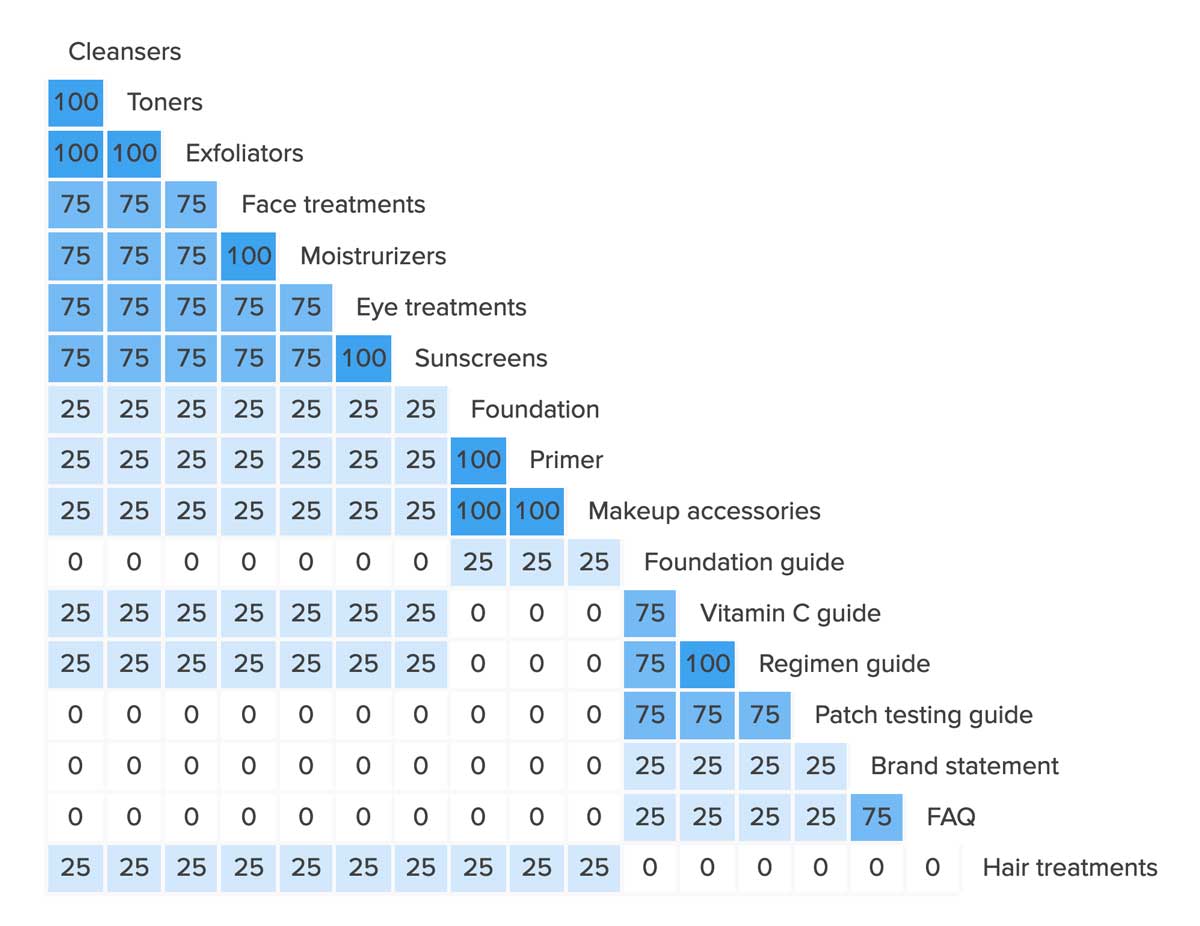 Cleansers
100 Toners
100 100 Exfoliators
75 75 75 Face treatments
75 75 75 100 Moistrurizers
75 75 75 75 75 Eye treatments
75 75 75 75 75 100 Sunscreens
25 25 25 25 25 25 25 Foundation
25 25 25 25 25 25 25 100 Primer
25 25 25 25 25 25 25 100 100 Makeup accessories
0 0 0 0 0 0 0 25 25 25 Foundation guide
25 25 25 25 25 25 25 0 0 0 75 Vitamin C guide
25 25 25 25 25 25 25 0 0 0 75 100 Regimen guide
0 0 0 0 0 0 0 0 0 0 75 75 75 Patch testing guide
0 0 0 0 0 0 0 0 0 0 25 25 25 25 Brand statement
0 0 0 0 0 0 0 0 0 0 25 25 25 25 75 FAQ
25 25 25 25 25 25 25 25 25 25 0 0 0 0 0 0 Hair treatments